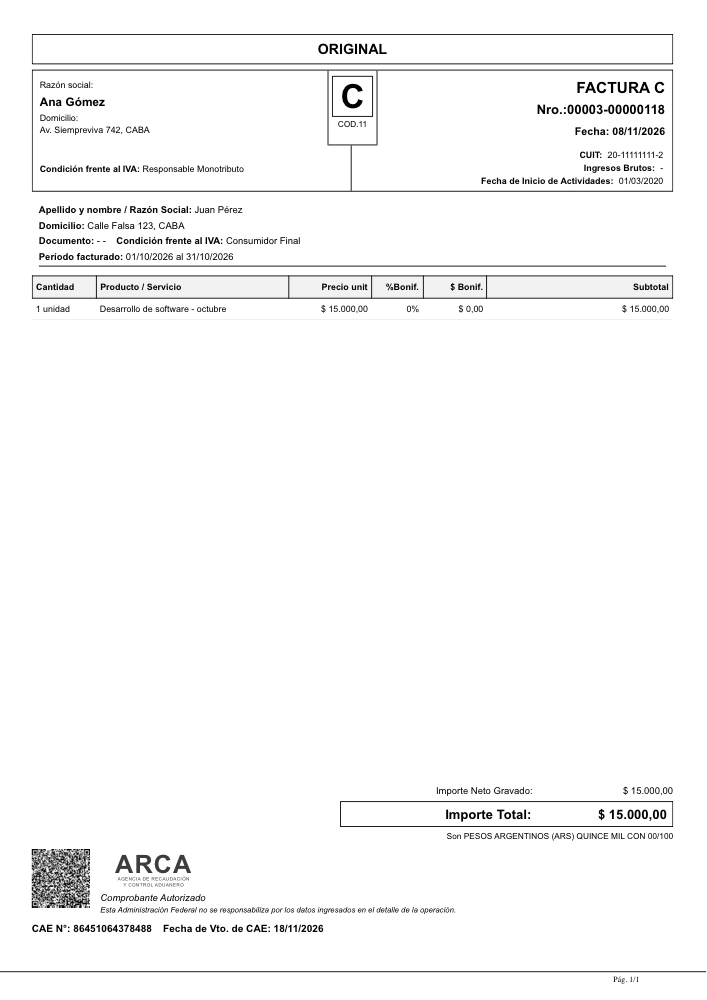 ORIGINAL
Razón social:
Ana Gómez
Domicilio:
Av. Siempreviva 742, CABA
Condición frente al IVA: Responsable Monotributo
C
COD.11
FACTURA C
Nro.:00003-00000118
Fecha: 08/11/2026
CUIT: 20-11111111-2
Ingresos Brutos: -
Fecha de Inicio de Actividades: 01/03/2020
Apellido y nombre / Razón Social: Juan Pérez
Domicilio: Calle Falsa 123, CABA
Documento: - - Condición frente al IVA: Consumidor Final
Período facturado: 01/10/2026 al 31/10/2026
Cantidad Producto / Servicio Precio unit %Bonif. $ Bonif. Subtotal
1 unidad Desarrollo de software - octubre $ 15.000,00 0% $ 0,00 $ 15.000,00
Importe Neto Gravado: $ 15.000,00
Importe Total: $ 15.000,00
Son PESOS ARGENTINOS (ARS) QUINCE MIL CON 00/100
ARCA
AGENCIA DE RECAUDACIÓN
Y CONTROL ADUANERO
Comprobante Autorizado
Esta Administración Federal no se responsabiliza por los datos ingresados en el detalle de la operación.
CAE N°: 86451064378488 Fecha de Vto. de CAE: 18/11/2026
Pág. 1/1